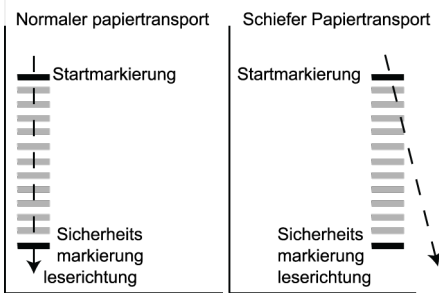 Normaler papiertransport
Startmarkierung
Sicherheits
markierung
leserichtung
Schiefer Papiertransport
Startmarkierung
Sicherheits
markierung
leserichtung